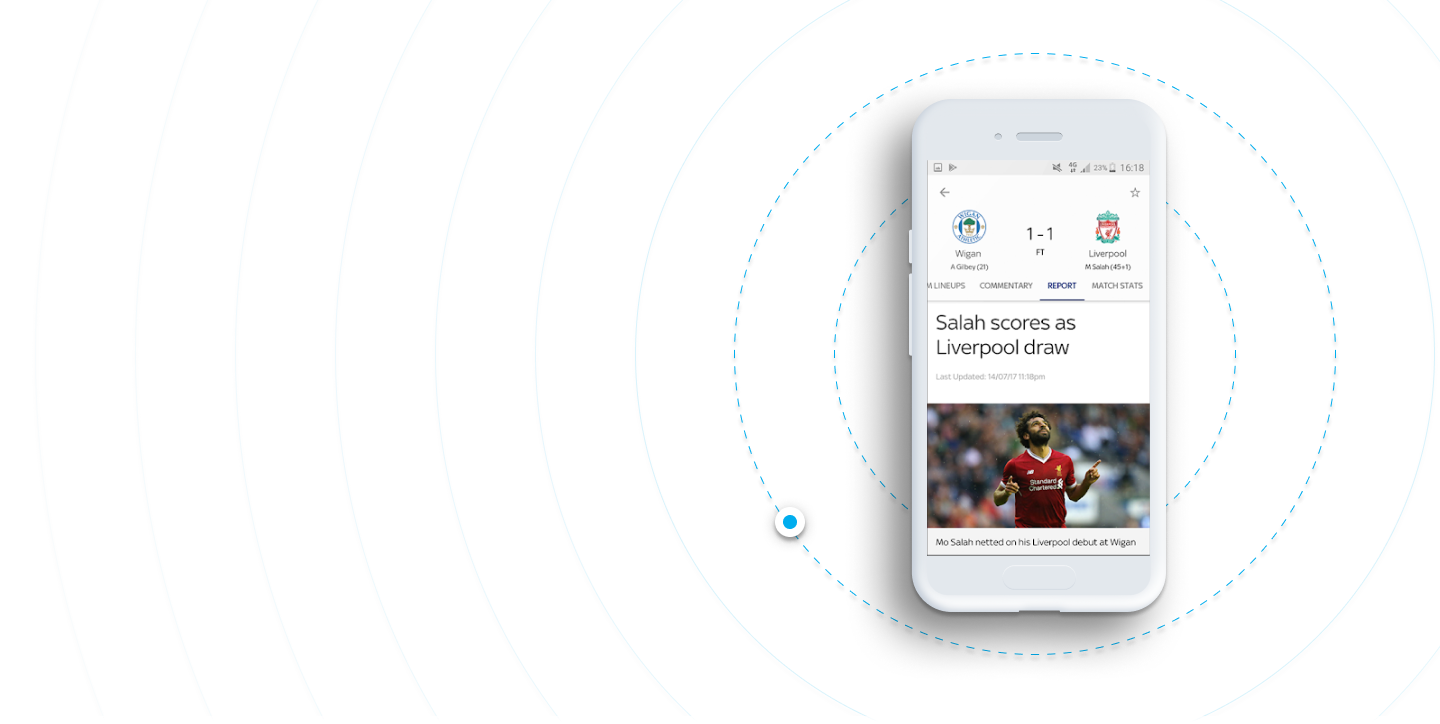 4G 23% 16:18
WIGAN
ATHLETIC
1 - 1
FT
Wigan
Liverpool
A Gilbey (21)
M Salah (45+1)
M LINEUPS COMMENTARY REPORT MATCH STATS
Salah scores as
Liverpool draw
Last Updated: 14/07/17 11:18pm
Standard
Chartered
Mo Salah netted on his Liverpool debut at Wigan